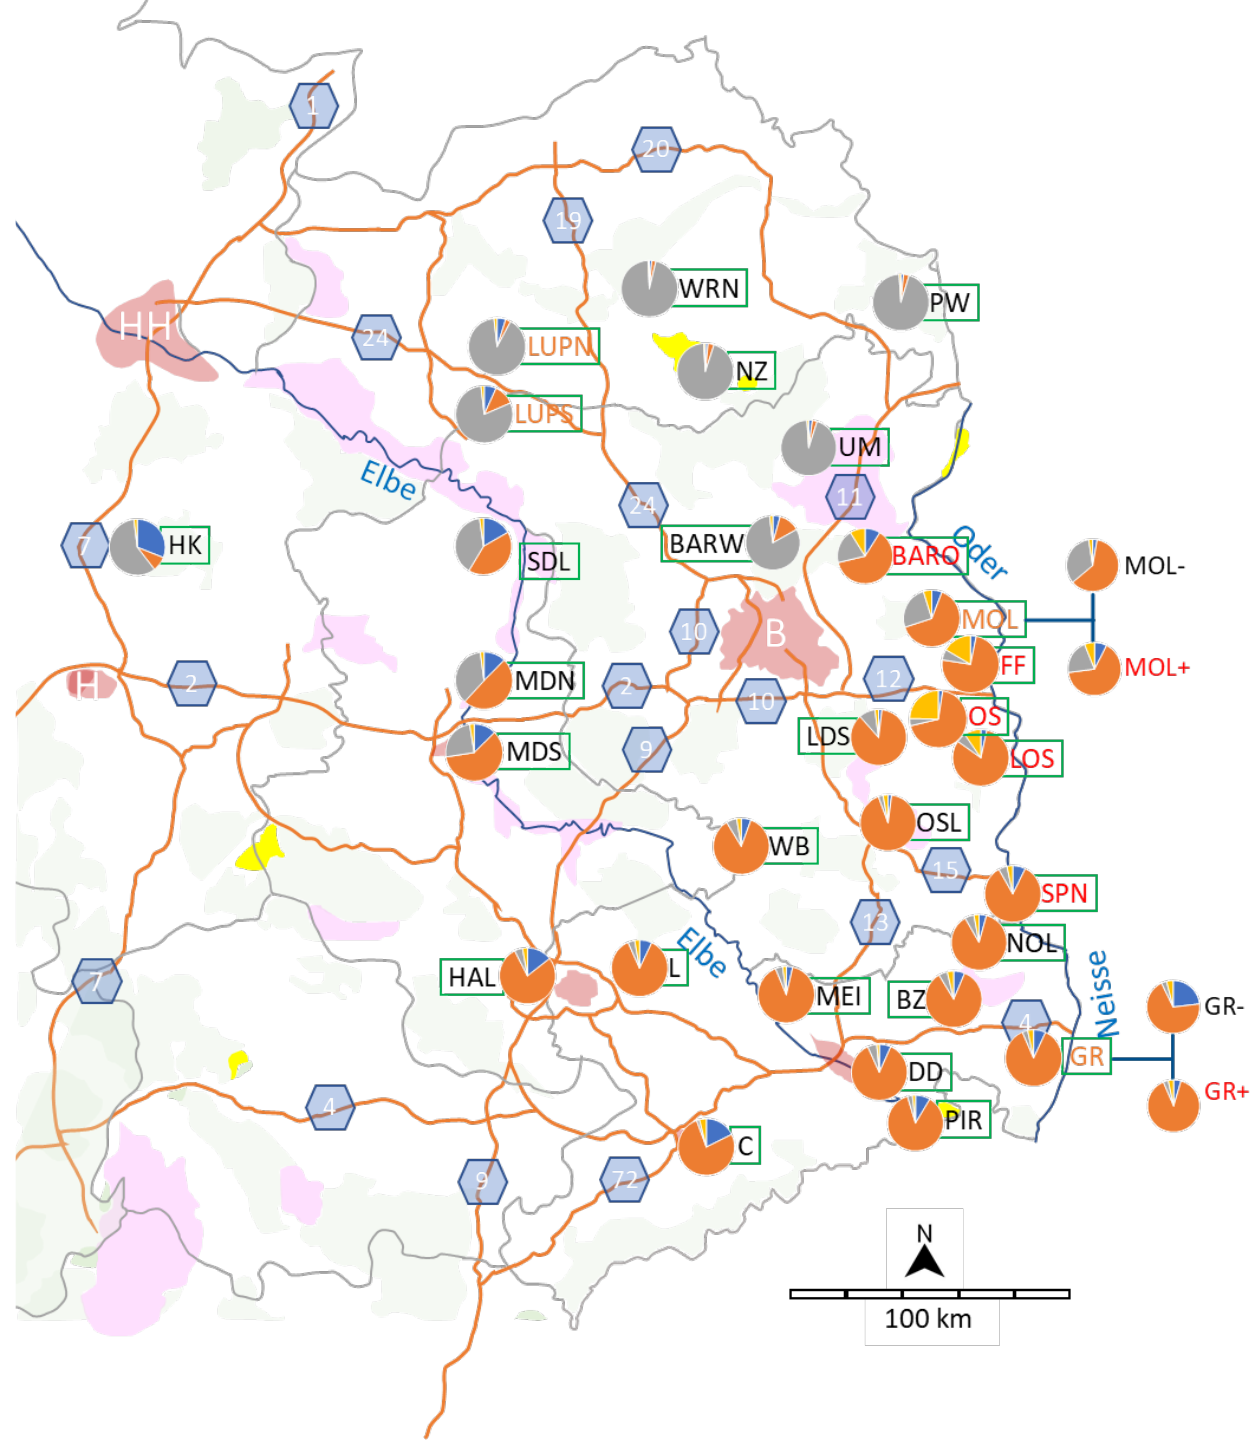 1
20
19
WRN
PW
HH
24
LUPN
NZ
LUPS
UM
Elbe
24
11
7
HK
SDL
BARW
BARO
Oder
MOL-
10
B
MOL
MOL+
FF
H
2
MDN
2
10
12
OS
LDS
MDS
9
LOS
OSL
WB
15
SPN
13
NOL
Elbe
HAL
L
MEI
BZ
Neisse
7
GR-
4
GR
DD
GR+
4
PIR
C
9
72
N
100 km